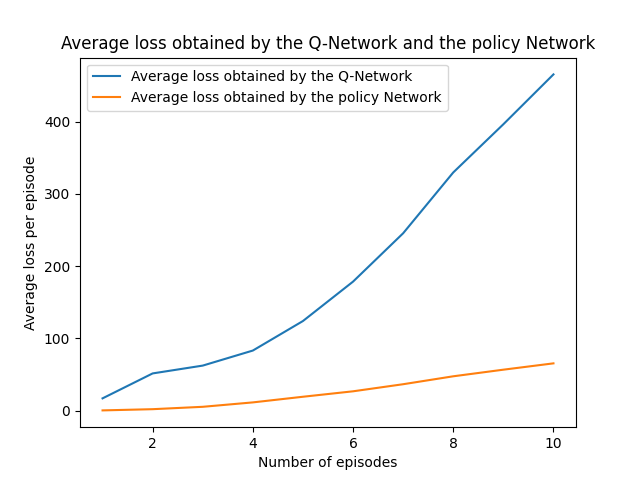 Average loss obtained by the Q-Network and the policy Network
Average loss obtained by the Q-Network
Average loss obtained by the policy Network
400
300
200
100
0
Average loss per episode
2 4 6 8 10
Number of episodes